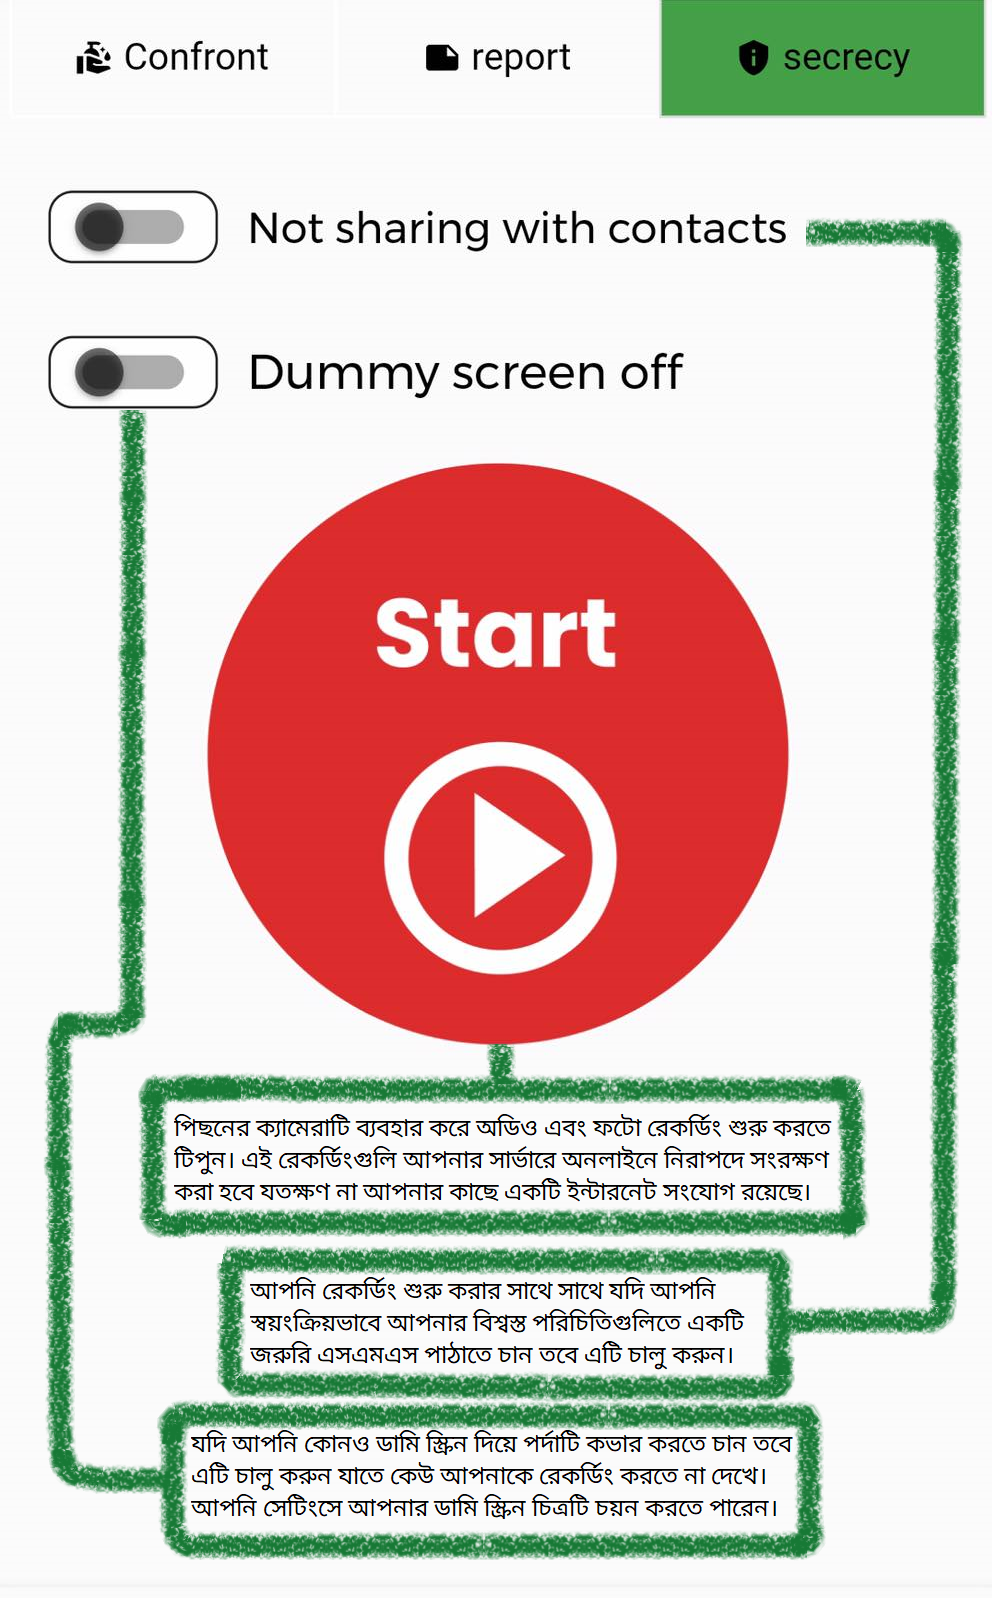 Confront
report
secrecy
Not sharing with contacts
Dummy screen off
Start
পিছনের ক্যামেরাটি ব্যবহার করে অডিও এবং ফটো রেকর্ডিং শুরু করতে
টিপুন। এই রেকর্ডিংগুলি আপনার সার্ভারে অনলাইনে নিরাপদে সংরক্ষণ
করা হবে যতক্ষণ না আপনার কাছে একটি ইন্টারনেট সংযোগ রয়েছে।
আপনি রেকর্ডিং শুরু করার সাথে সাথে যদি আপনি
স্বয়ংক্রিয়ভাবে আপনার বিশ্বস্ত পরিচিতিগুলিতে একটি
জরুরি এসএমএস পাঠাতে চান তবে এটি চালু করুন।
যদি আপনি কোনও ডামি স্ক্রিন দিয়ে পর্দাটি কভার করতে চান তবে
এটি চালু করুন যাতে কেউ আপনাকে রেকর্ডিং করতে না দেখে।
আপনি সেটিংসে আপনার ডামি স্ক্রিন চিত্রটি চয়ন করতে পারেন।